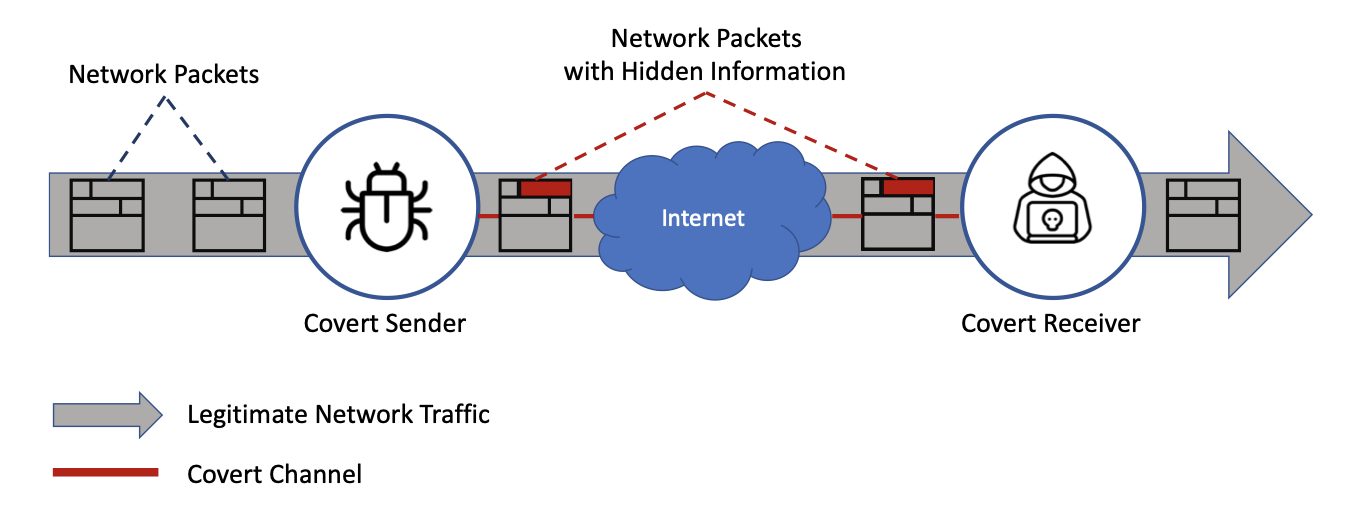 Network Packets
Network Packets
with Hidden Information
Internet
Covert Sender
Covert Receiver
Legitimate Network Traffic
Covert Channel